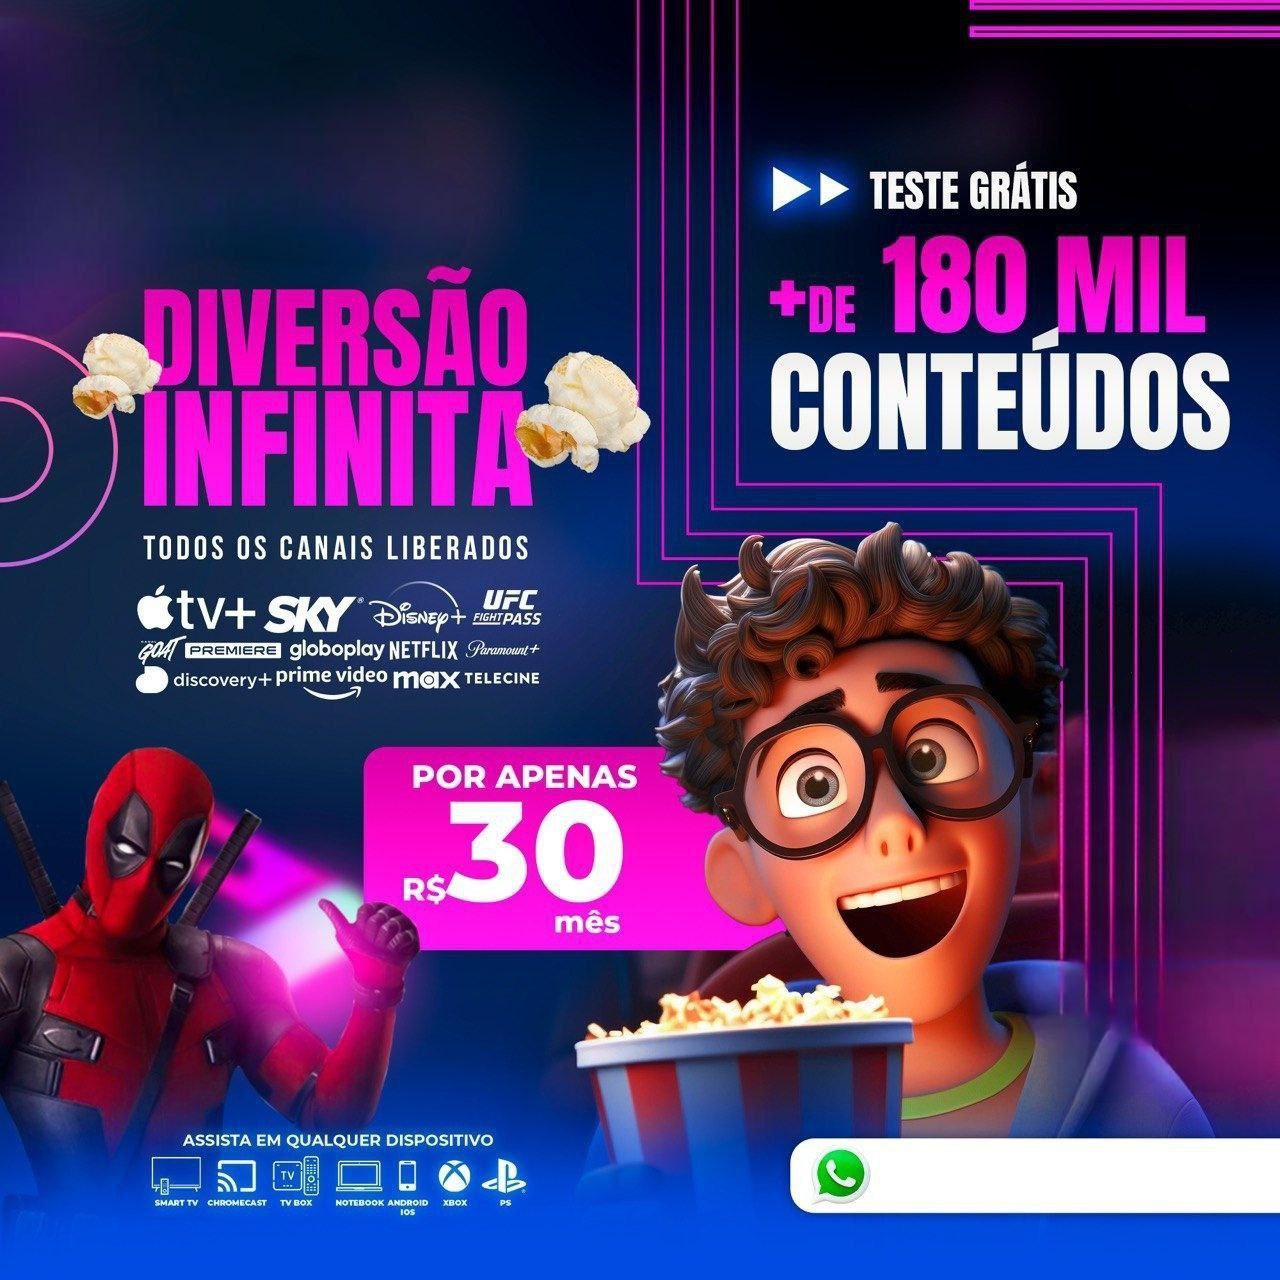 TESTE GRÁTIS
+DE 180 MIL
CONTEÚDOS
DIVERSÃO
INFINITA
TODOS OS CANAIS LIBERADOS
tv+ SKY Disney+ UFC FIGHT PASS
GOAT PREMIERE globoplay NETFLIX Paramount+
discovery+ prime video max TELECINE
POR APENAS
R$30
mês
ASSISTA EM QUALQUER DISPOSITIVO
TV
SMART TV CHROMECAST TV BOX NOTEBOOK ANDROID IOS XBOX PS